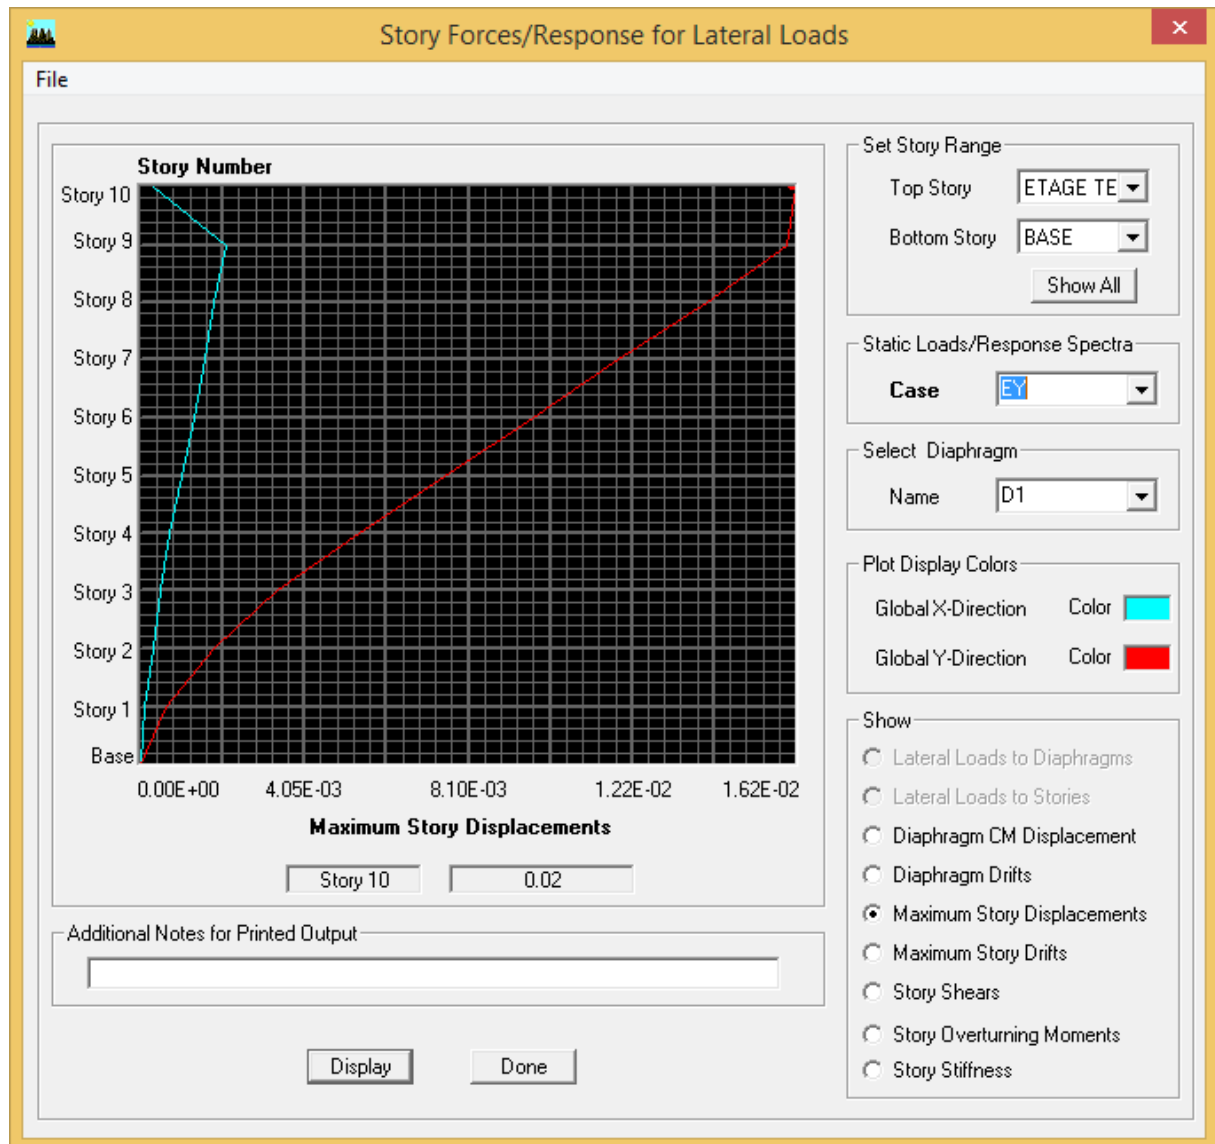 Story Forces/Response for Lateral Loads
File
Story Number
Story 10
Story 9
Story 8
Story 7
Story 6
Story 5
Story 4
Story 3
Story 2
Story 1
Base
0.00E+00 4.05E-03 8.10E-03 1.22E-02 1.62E-02
Maximum Story Displacements
Story 10 0.02
Additional Notes for Printed Output
Display Done
Set Story Range
Top Story ETAGE TE
Bottom Story BASE
Show All
Static Loads/Response Spectra
Case EY
Select Diaphragm
Name D1
Plot Display Colors
Global X-Direction Color
Global Y-Direction Color
Show
Lateral Loads to Diaphragms
Lateral Loads to Stories
Diaphragm CM Displacement
Diaphragm Drifts
Maximum Story Displacements
Maximum Story Drifts
Story Shears
Story Overturning Moments
Story Stiffness